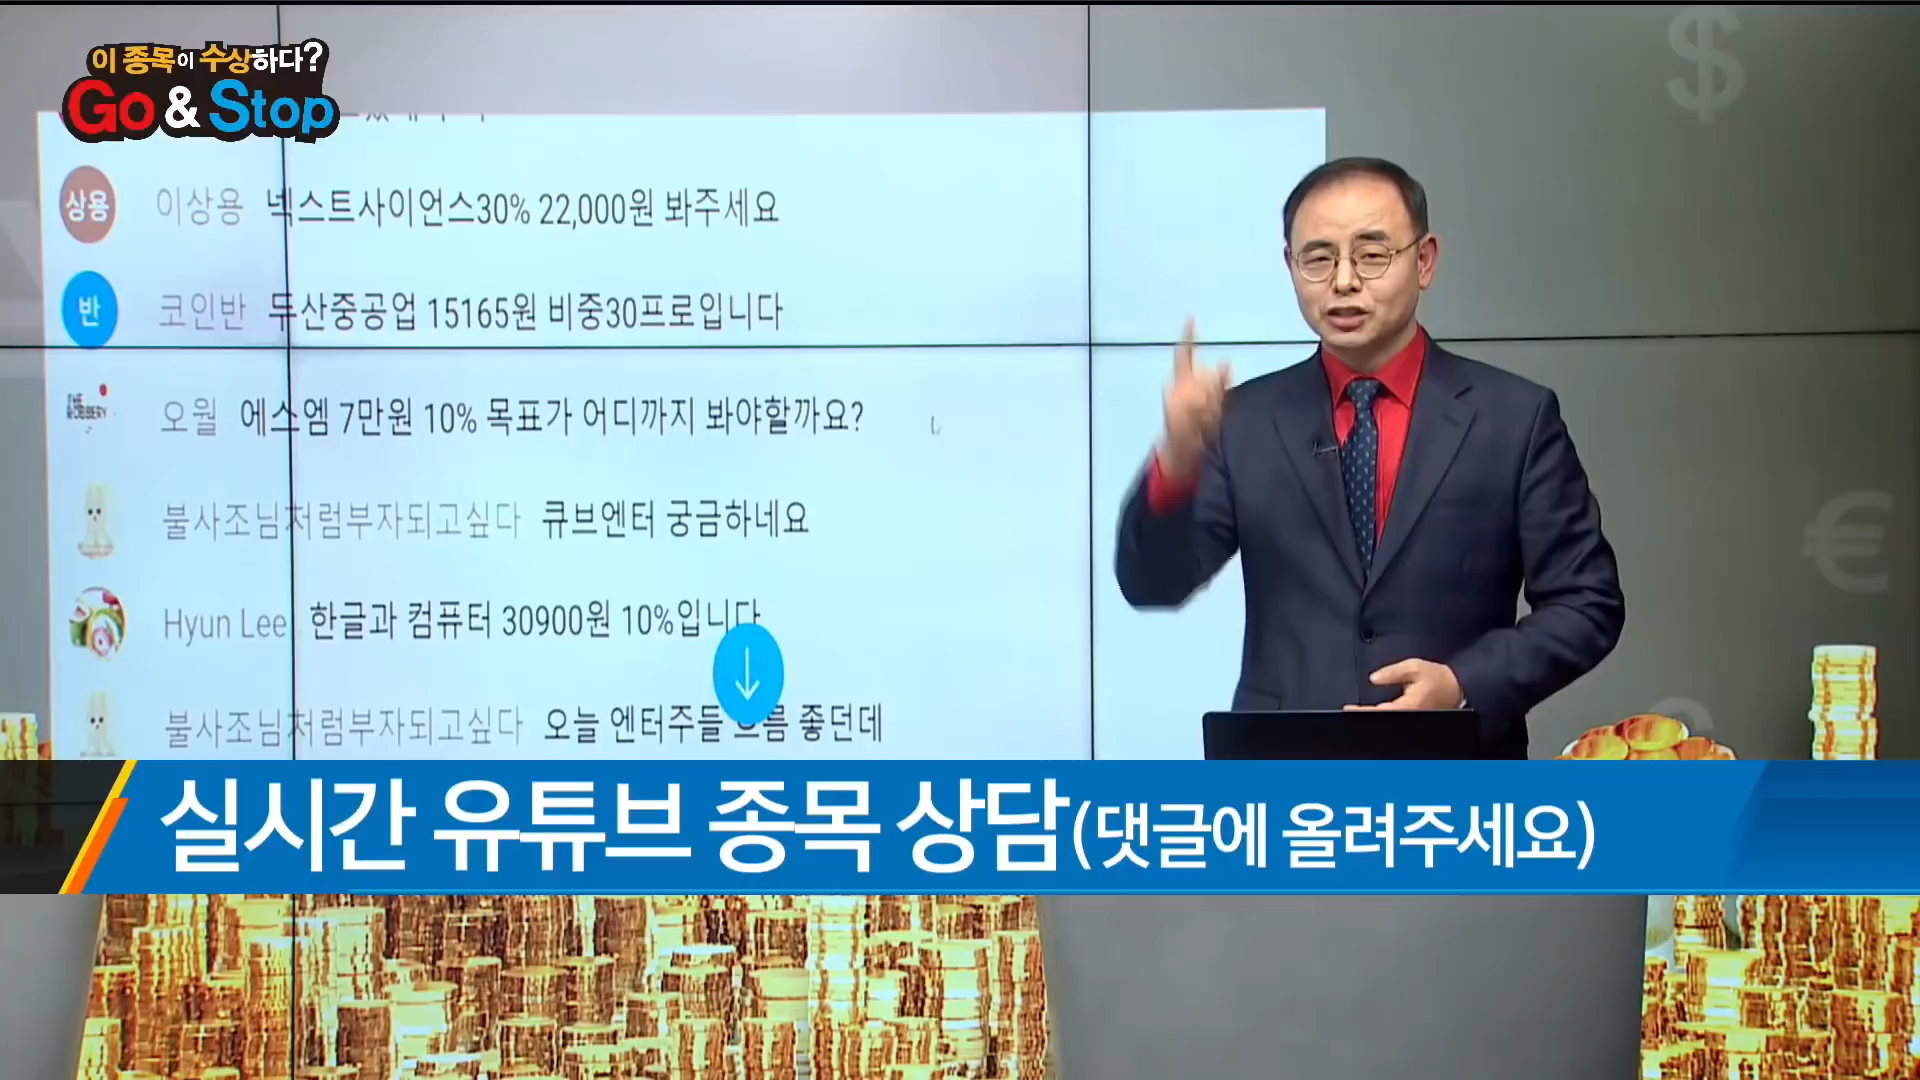 이 종목이 수상하다?
Go & Stop
상용 이상용 넥스트사이언스30% 22,000원 봐주세요
반 코인반 두산중공업 15165원 비중30프로입니다
오월 에스엠 7만원 10% 목표가 어디까지 봐야할까요?
불사조님처럼부자되고싶다 큐브엔터 궁금하네요
Hyun Lee 한글과 컴퓨터 30900원 10%입니다
불사조님처럼부자되고싶다 오늘 엔터주들 흐름 좋던데
실시간 유튜브 종목 상담(댓글에 올려주세요)